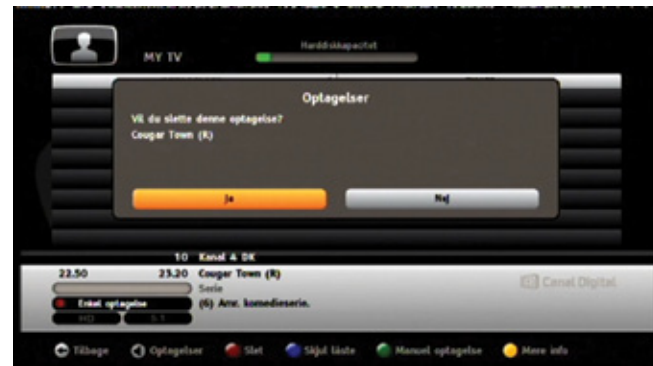 MY TV
Harddiskkapacitet
Optagelser
Vil du slette denne optagelse?
Cougar Town (R)
Ja
Nej
10 Kanal 4 DK
22.50 23.20 Cougar Town (R)
Serie
Enkel optagelse (6) Amr. komedieserie.
HD 5.1
Canal Digital
Tilbage Optagelser Slet Skjul låste Manuel optagelse Mere info